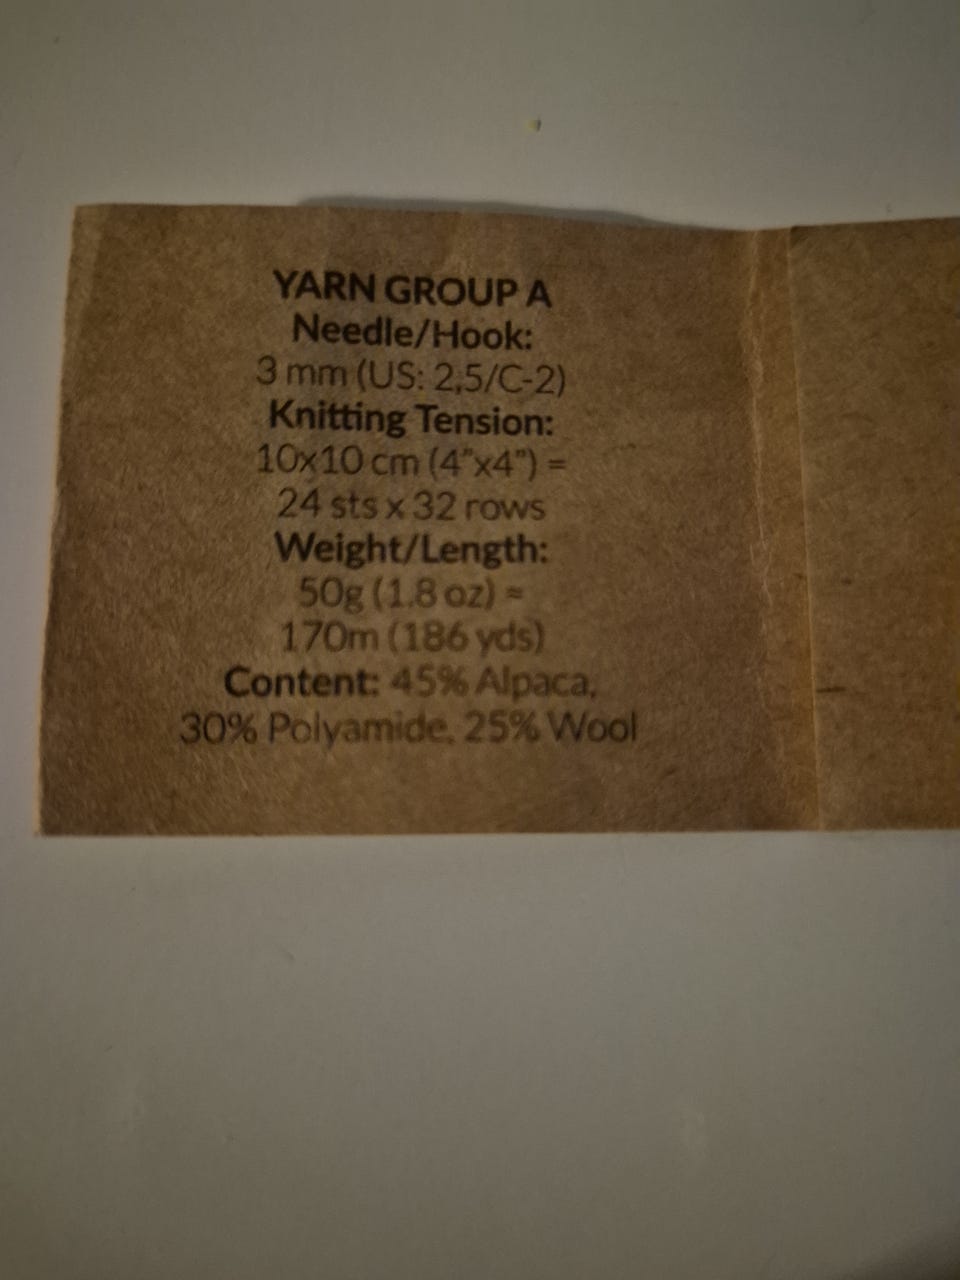 YARN GROUP A
Needle/Hook:
3 mm (US: 2,5/C-2)
Knitting Tension:
10x10 cm (4”x4”) =
24 sts x 32 rows
Weight/Length:
50g (1.8 oz) ≈
170m (186 yds)
Content: 45% Alpaca,
30% Polyamide, 25% Wool